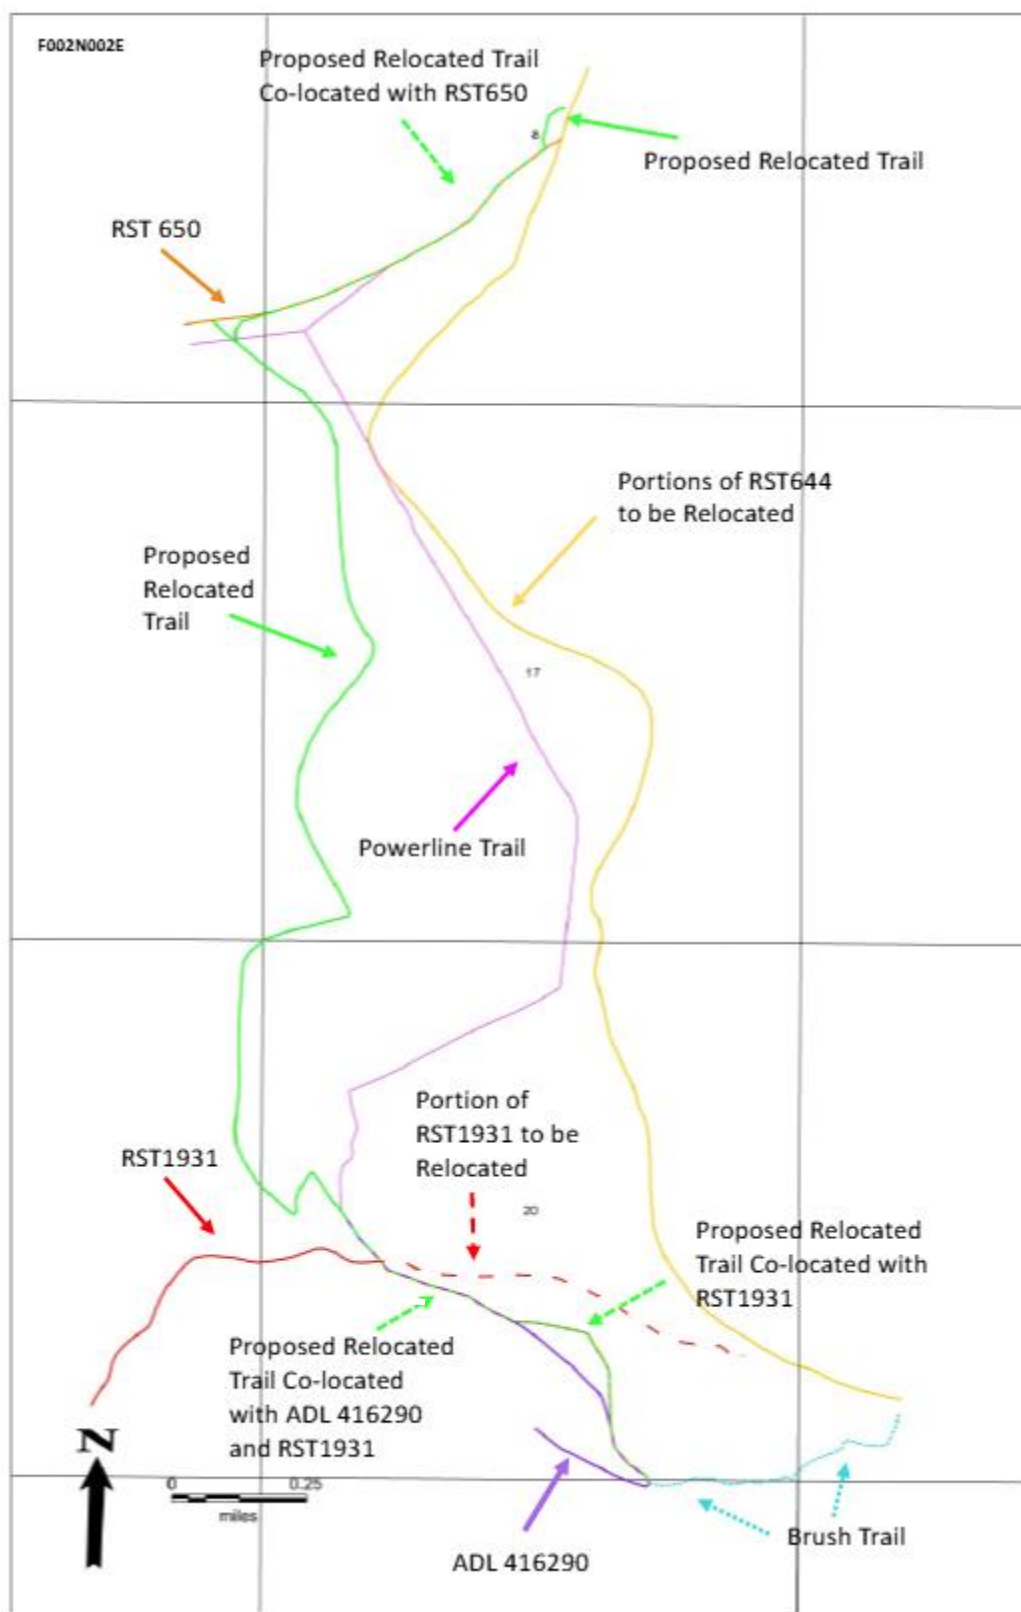 F002N002E
Proposed Relocated Trail
Co-located with RST650
8
Proposed Relocated Trail
RST 650
Portions of RST644
to be Relocated
Proposed
Relocated
Trail
17
Powerline Trail
Portion of
RST1931 to be
Relocated
RST1931
20
Proposed Relocated
Trail Co-located with
RST1931
Proposed Relocated
Trail Co-located
with ADL 416290
and RST1931
N
0 0.25
miles
Brush Trail
ADL 416290